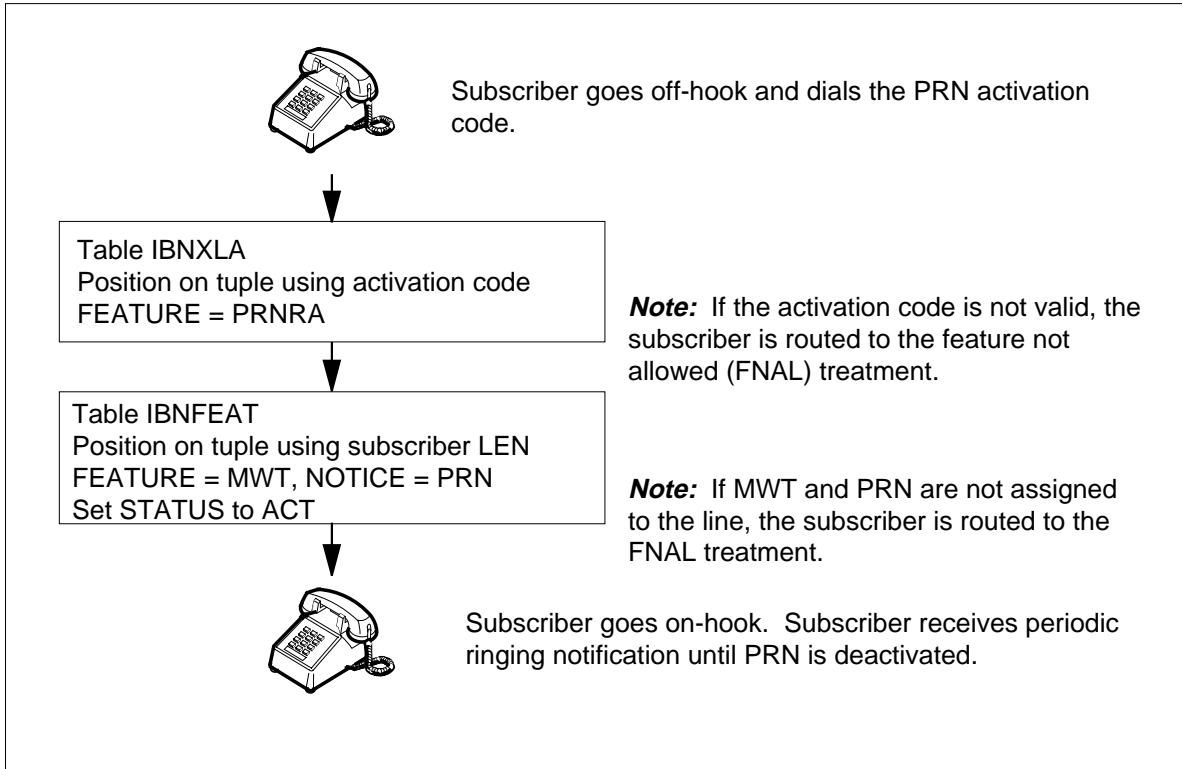 Subscriber goes off-hook and dials the PRN activation
code.
Table IBNXLA
Position on tuple using activation code
FEATURE = PRNRA
Note: If the activation code is not valid, the
subscriber is routed to the feature not
allowed (FNAL) treatment.
Table IBNFEAT
Position on tuple using subscriber LEN
FEATURE = MWT, NOTICE = PRN
Set STATUS to ACT
Note: If MWT and PRN are not assigned
to the line, the subscriber is routed to the
FNAL treatment.
Subscriber goes on-hook. Subscriber receives periodic
ringing notification until PRN is deactivated.